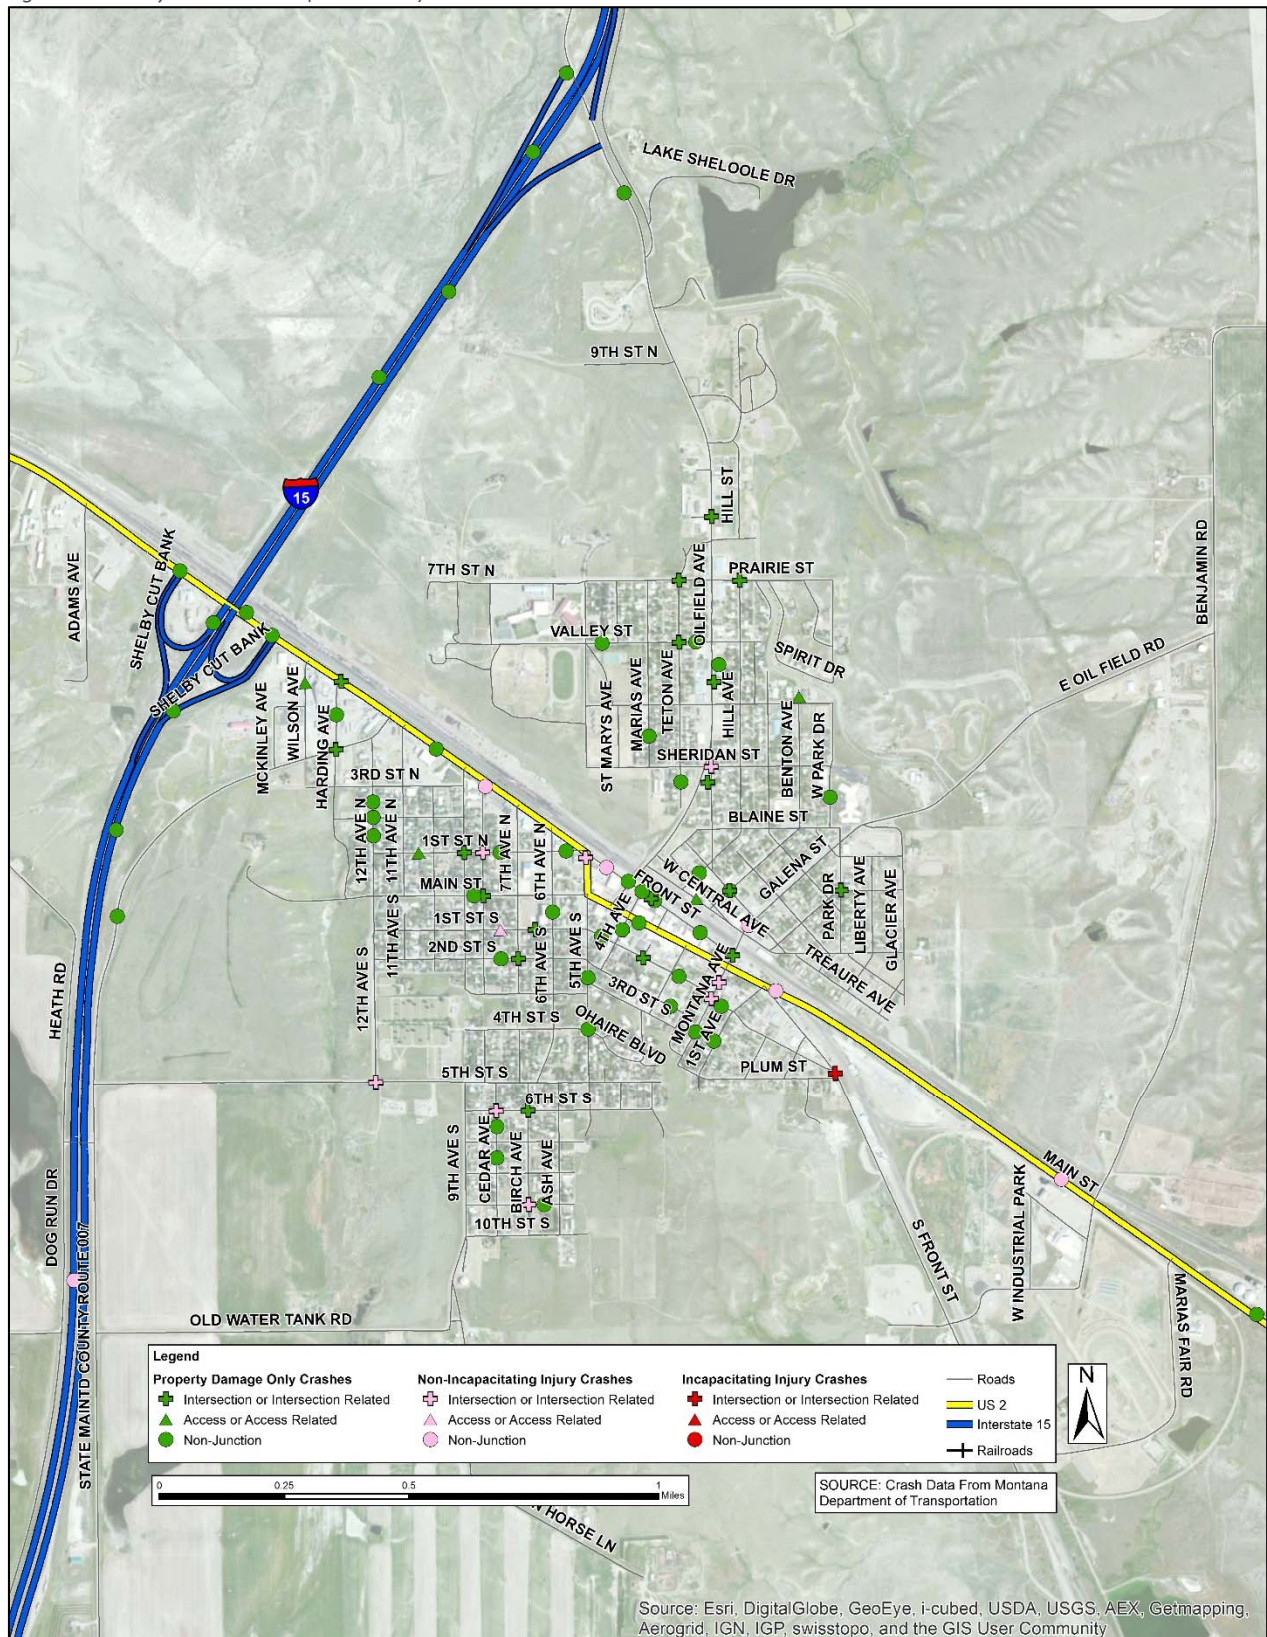 LAKE SHELOOLE DR
9TH ST N
15
HILL ST
BENJAMIN RD
ADAMS AVE
SHELBY CUT BANK
7TH ST N
OILFIELD AVE
PRAIRIE ST
VALLEY ST
SPIRIT DR
E OIL FIELD RD
SHELBY CUT BANK
MCKINLEY AVE
WILSON AVE
HARDING AVE
ST MARYS AVE
MARIAS AVE
TETON AVE
HILL AVE
BENTON AVE
W PARK DR
SHERIDAN ST
3RD ST N
BLAINE ST
12TH AVE N
11TH AVE N
1ST ST N
7TH AVE N
6TH AVE N
W CENTRAL AVE
GALENA ST
FRONT ST
MAIN ST
1ST ST S
2ND ST S
11TH AVE S
12TH AVE S
6TH AVE S
5TH AVE S
4TH AVE
PARK DR
LIBERTY AVE
GLACIER AVE
TREAURE AVE
HEATH RD
3RD ST S
MONTANA AVE
1ST AVE
4TH ST S
OHAIRE BLVD
5TH ST S
PLUM ST
6TH ST S
9TH AVE S
CEDAR AVE
BIRCH AVE
ASH AVE
10TH ST S
MAIN ST
DOG RUN DR
STATE MAINTD COUNTY ROUTE 007
S FRONT ST
W INDUSTRIAL PARK
MARIAS FAIR RD
OLD WATER TANK RD
Legend
Property Damage Only Crashes
Intersection or Intersection Related
Access or Access Related
Non-Junction
Non-Incapacitating Injury Crashes
Intersection or Intersection Related
Access or Access Related
Non-Junction
Incapacitating Injury Crashes
Intersection or Intersection Related
Access or Access Related
Non-Junction
Roads
US 2
Interstate 15
Railroads
N
0 0.25 0.5 1
Miles
SOURCE: Crash Data From Montana
Department of Transportation
HORSE LN
Source: Esri, DigitalGlobe, GeoEye, i-cubed, USDA, USGS, AEX, Getmapping,
Aerogrid, IGN, IGP, swisstopo, and the GIS User Community